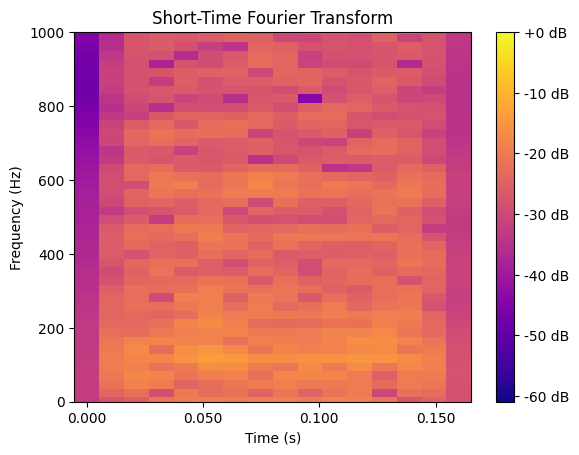 Short-Time Fourier Transform
Frequency (Hz)
1000
800
600
400
200
0
0.000
0.050
0.100
0.150
Time (s)
+0 dB
-10 dB
-20 dB
-30 dB
-40 dB
-50 dB
-60 dB